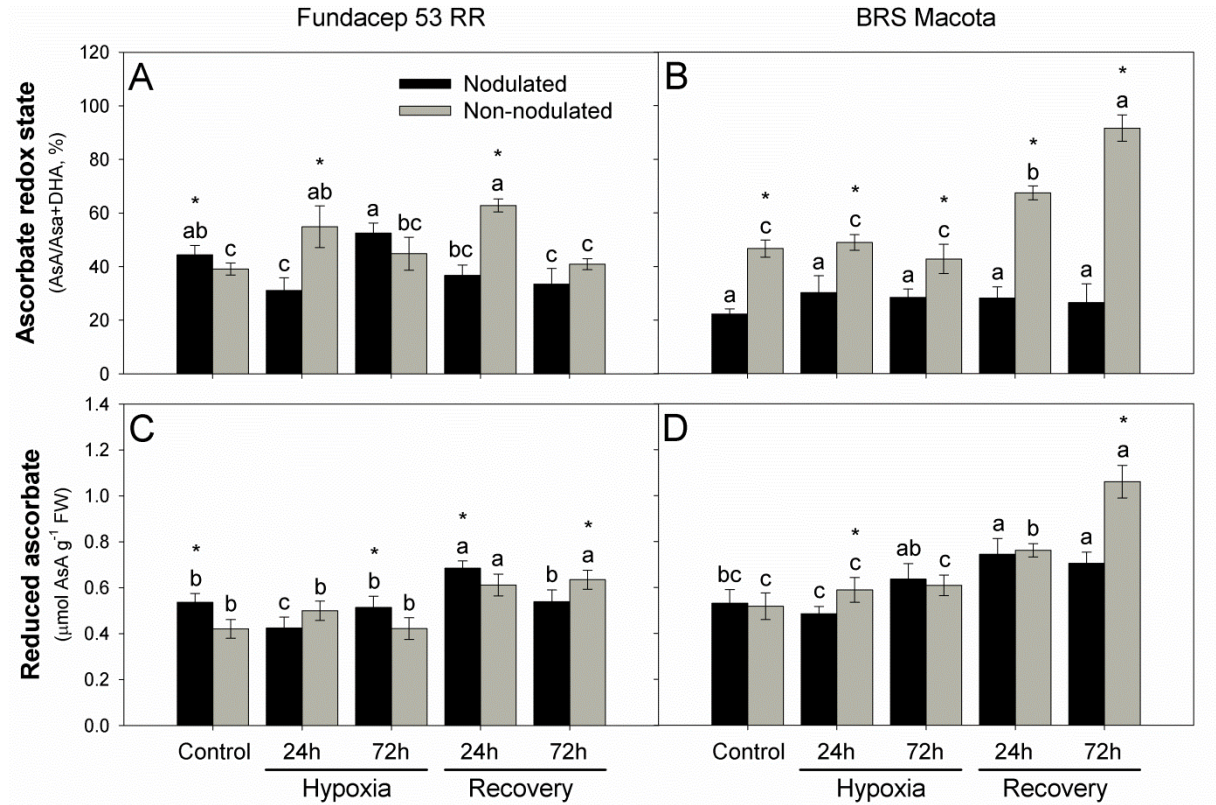 Fundacep 53 RR
BRS Macota
Ascorbate redox state
(AsA/Asa+DHA, %)
120
100
80
60
40
20
0
A
Nodulated
Non-nodulated
* ab c c * ab a bc bc * a c c
B
a * c a * c a * c a * b a * a
Reduced ascorbate
(μmol AsA g⁻¹ FW)
1.4
1.2
1.0
0.8
0.6
0.4
0.2
0.0
C
* b b c b * b b * a a b * a
D
bc c c * c ab c a b a * a
Control 24h 72h 24h 72h
Hypoxia Recovery
Control 24h 72h 24h 72h
Hypoxia Recovery